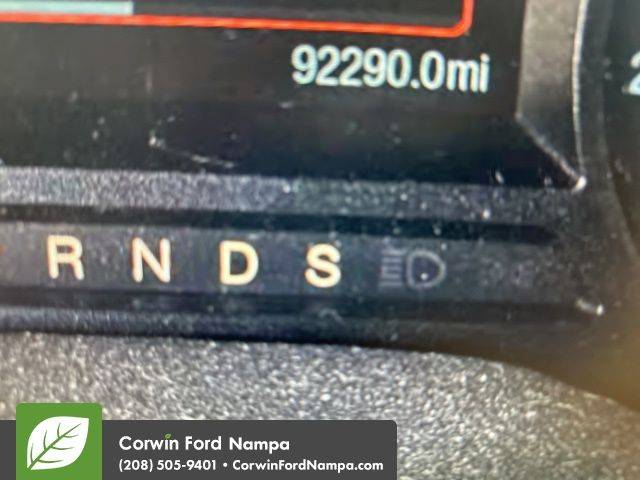 92290.0mi
R N D S
Corwin Ford Nampa
(208) 505-9401 • CorwinFordNampa.com